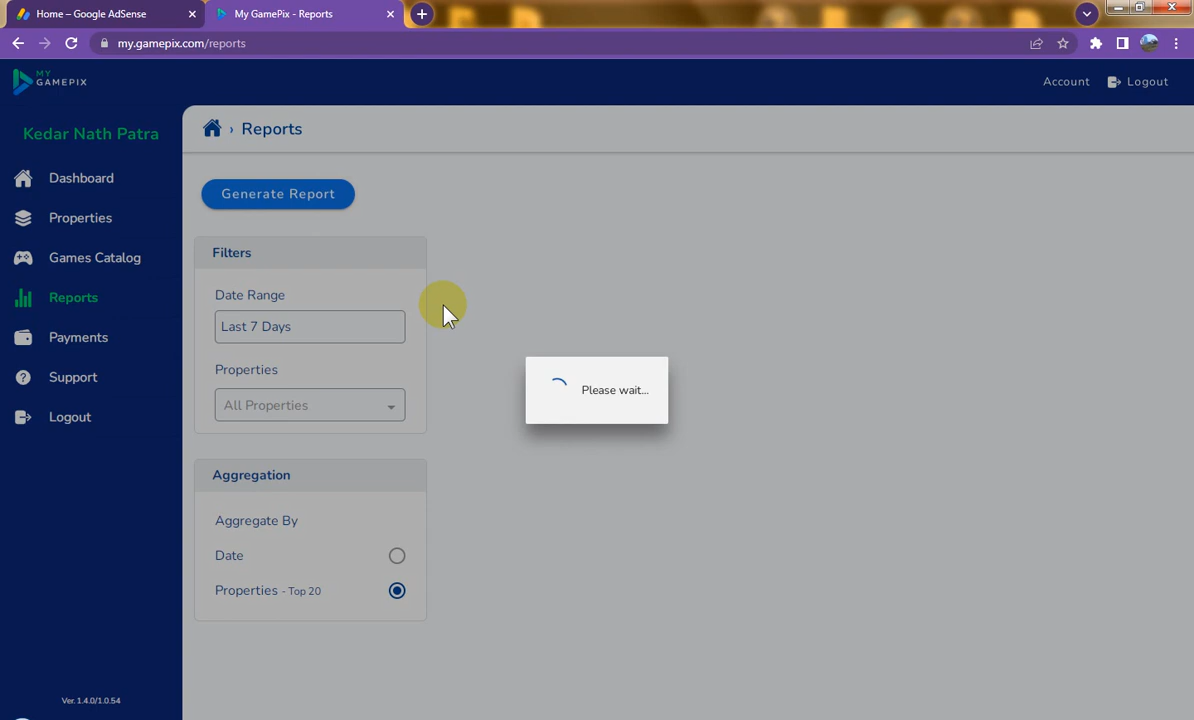 Home – Google AdSense
My GamePix - Reports
my.gamepix.com/reports
MY
GAMEPIX
Account
Logout
Kedar Nath Patra
Dashboard
Properties
Games Catalog
Reports
Payments
Support
Logout
Ver. 1.4.0/1.0.54
› Reports
Generate Report
Filters
Date Range
Last 7 Days
Properties
All Properties
Aggregation
Aggregate By
Date
Properties - Top 20
Please wait...